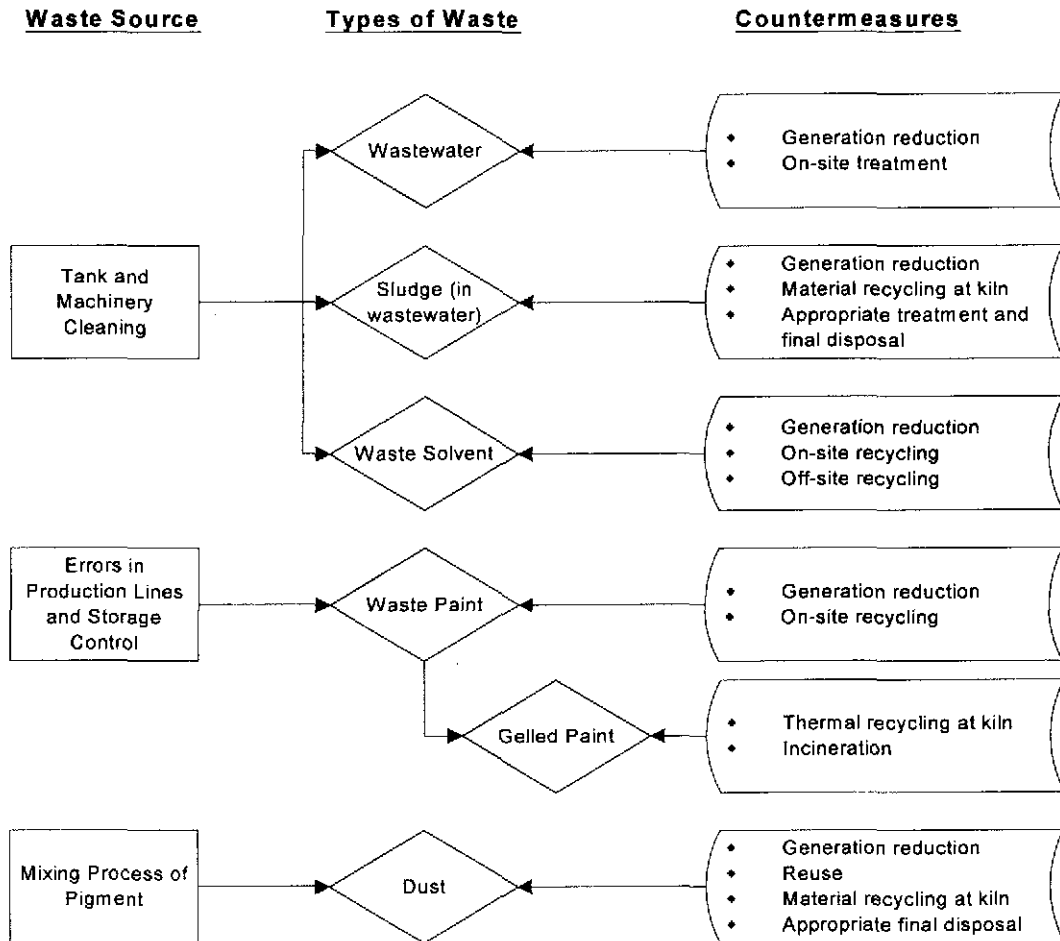 Waste Source
Types of Waste
Countermeasures
Wastewater
• Generation reduction
• On-site treatment
Tank and
Machinery
Cleaning
Sludge (in
wastewater)
• Generation reduction
• Material recycling at kiln
• Appropriate treatment and
final disposal
Waste Solvent
• Generation reduction
• On-site recycling
• Off-site recycling
Errors in
Production Lines
and Storage
Control
Waste Paint
• Generation reduction
• On-site recycling
Gelled Paint
• Thermal recycling at kiln
• Incineration
Mixing Process of
Pigment
Dust
• Generation reduction
• Reuse
• Material recycling at kiln
• Appropriate final disposal